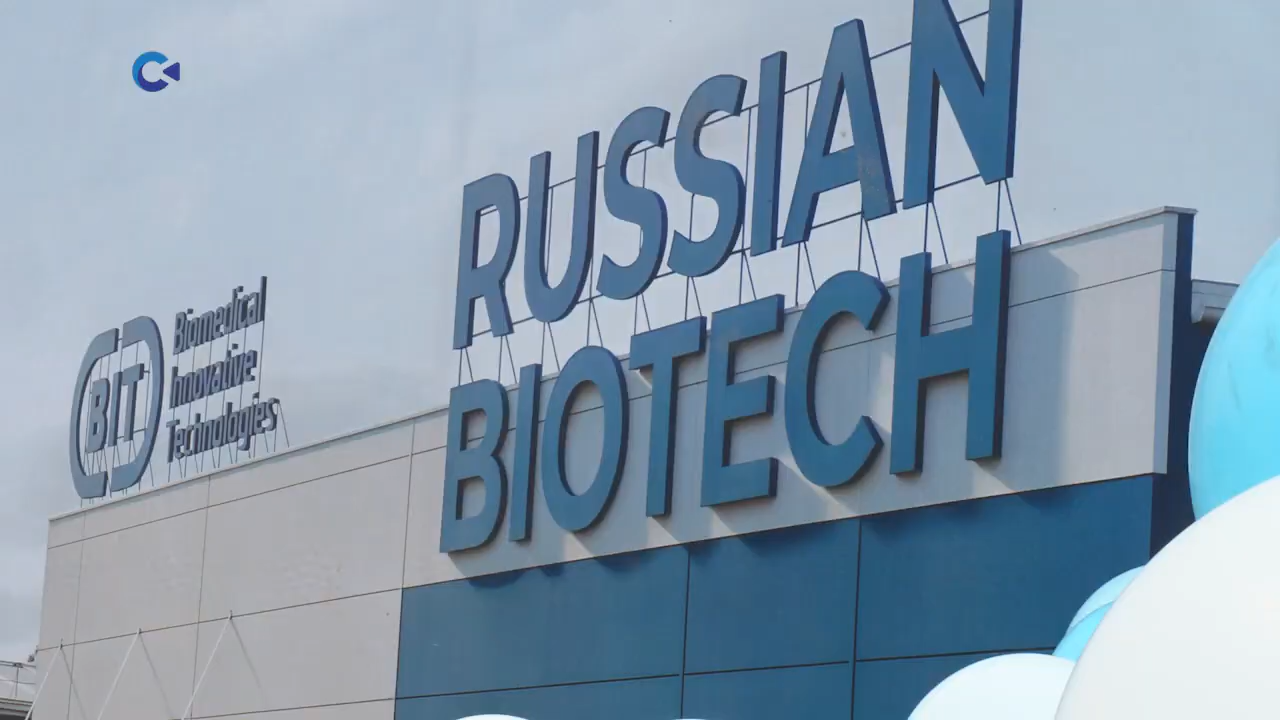 RUSSIAN
BIOTECH
BIT
Biomedical
Innovative
Technologies